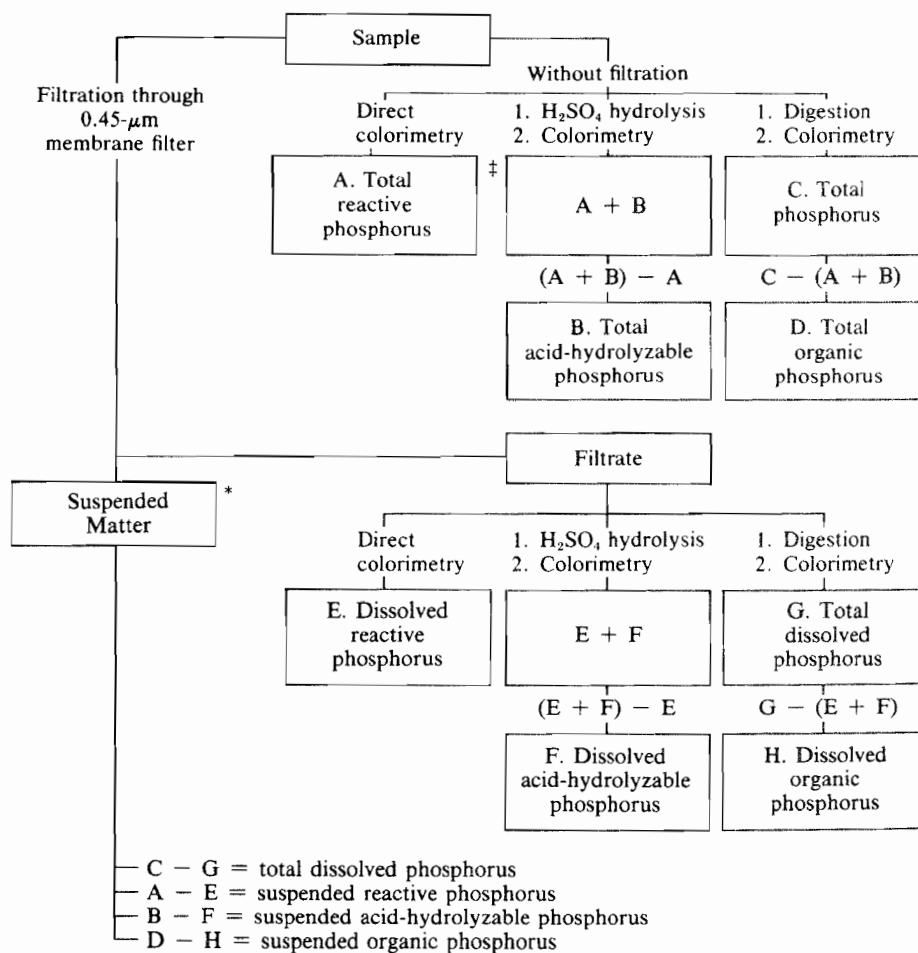 Sample
Without filtration
Filtration through
0.45-μm
membrane filter
Direct
colorimetry
1. H₂SO₄ hydrolysis
2. Colorimetry
1. Digestion
2. Colorimetry
A. Total
reactive
phosphorus
‡
A + B
C. Total
phosphorus
(A + B) − A
C − (A + B)
B. Total
acid-hydrolyzable
phosphorus
D. Total
organic
phosphorus
Filtrate
Suspended
Matter
*
Direct
colorimetry
1. H₂SO₄ hydrolysis
2. Colorimetry
1. Digestion
2. Colorimetry
E. Dissolved
reactive
phosphorus
E + F
G. Total
dissolved
phosphorus
(E + F) − E
G − (E + F)
F. Dissolved
acid-hydrolyzable
phosphorus
H. Dissolved
organic
phosphorus
C − G = total dissolved phosphorus
A − E = suspended reactive phosphorus
B − F = suspended acid-hydrolyzable phosphorus
D − H = suspended organic phosphorus